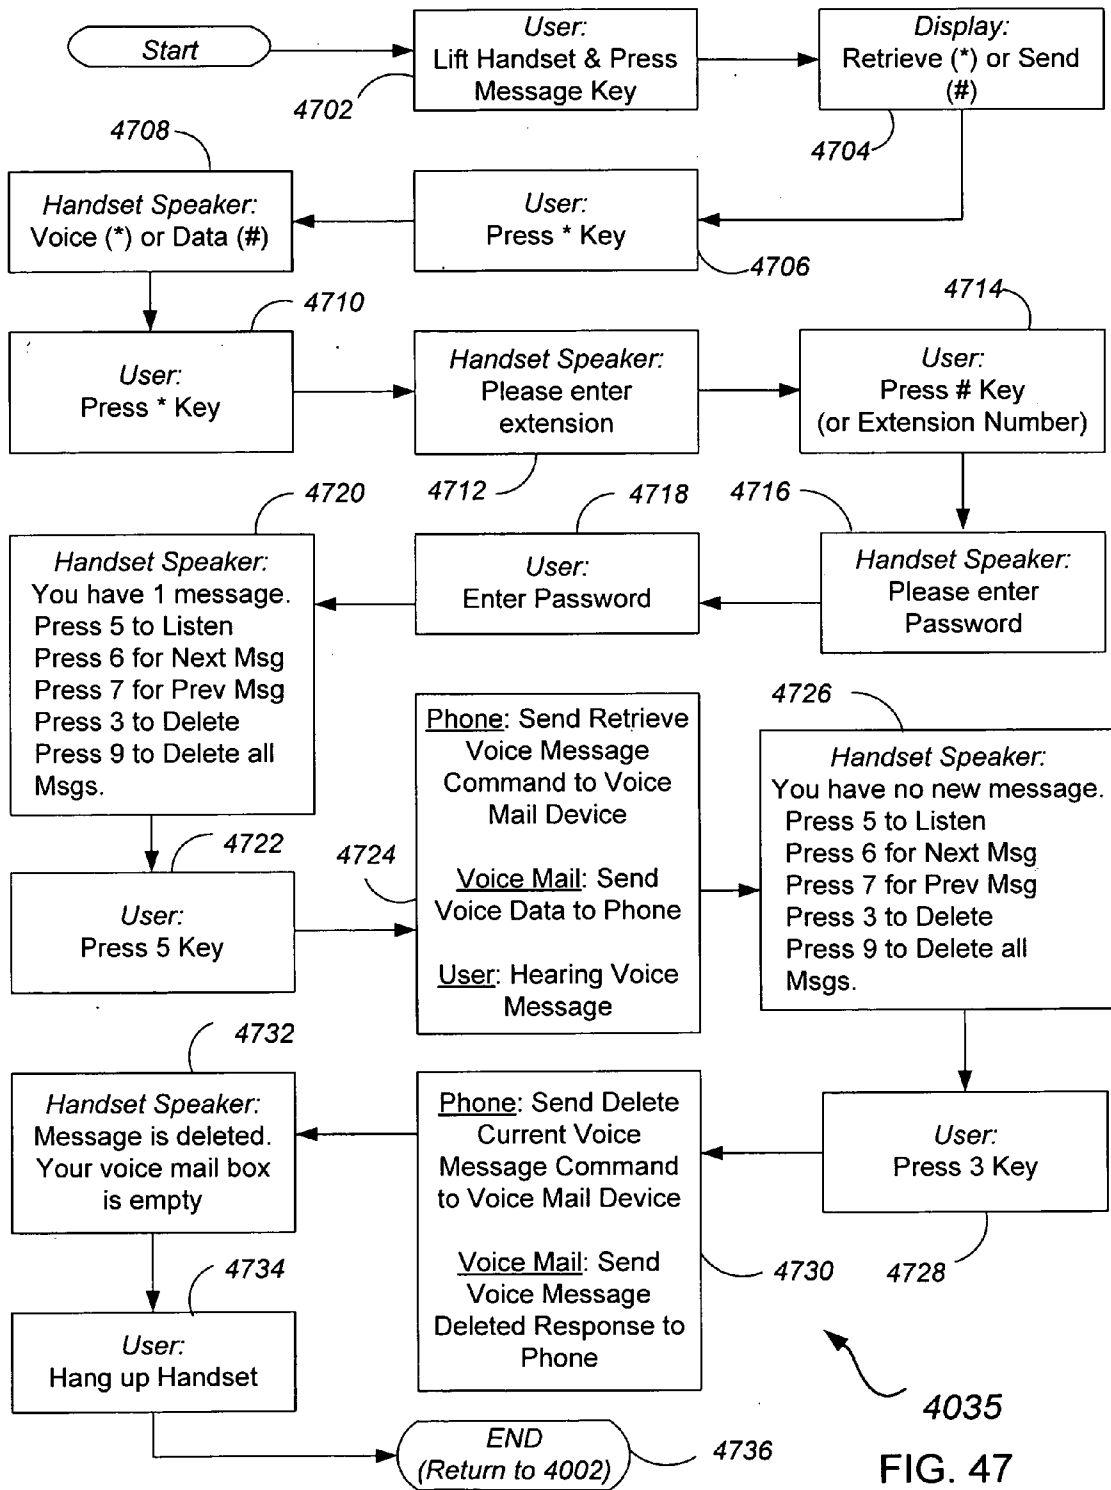 Start
User:
Lift Handset & Press
Message Key
4702
Display:
Retrieve (*) or Send
(#)
4704
4708
Handset Speaker:
Voice (*) or Data (#)
User:
Press * Key
4706
4710
User:
Press * Key
Handset Speaker:
Please enter
extension
4712
4714
User:
Press # Key
(or Extension Number)
4716
Handset Speaker:
Please enter
Password
4718
User:
Enter Password
4720
Handset Speaker:
You have 1 message.
Press 5 to Listen
Press 6 for Next Msg
Press 7 for Prev Msg
Press 3 to Delete
Press 9 to Delete all
Msgs.
4722
User:
Press 5 Key
4724
Phone: Send Retrieve
Voice Message
Command to Voice
Mail Device
Voice Mail: Send
Voice Data to Phone
User: Hearing Voice
Message
4726
Handset Speaker:
You have no new message.
Press 5 to Listen
Press 6 for Next Msg
Press 7 for Prev Msg
Press 3 to Delete
Press 9 to Delete all
Msgs.
User:
Press 3 Key
4728
Phone: Send Delete
Current Voice
Message Command
to Voice Mail Device
Voice Mail: Send
Voice Message
Deleted Response to
Phone
4730
4732
Handset Speaker:
Message is deleted.
Your voice mail box
is empty
4734
User:
Hang up Handset
END
(Return to 4002)
4736
4035
FIG. 47